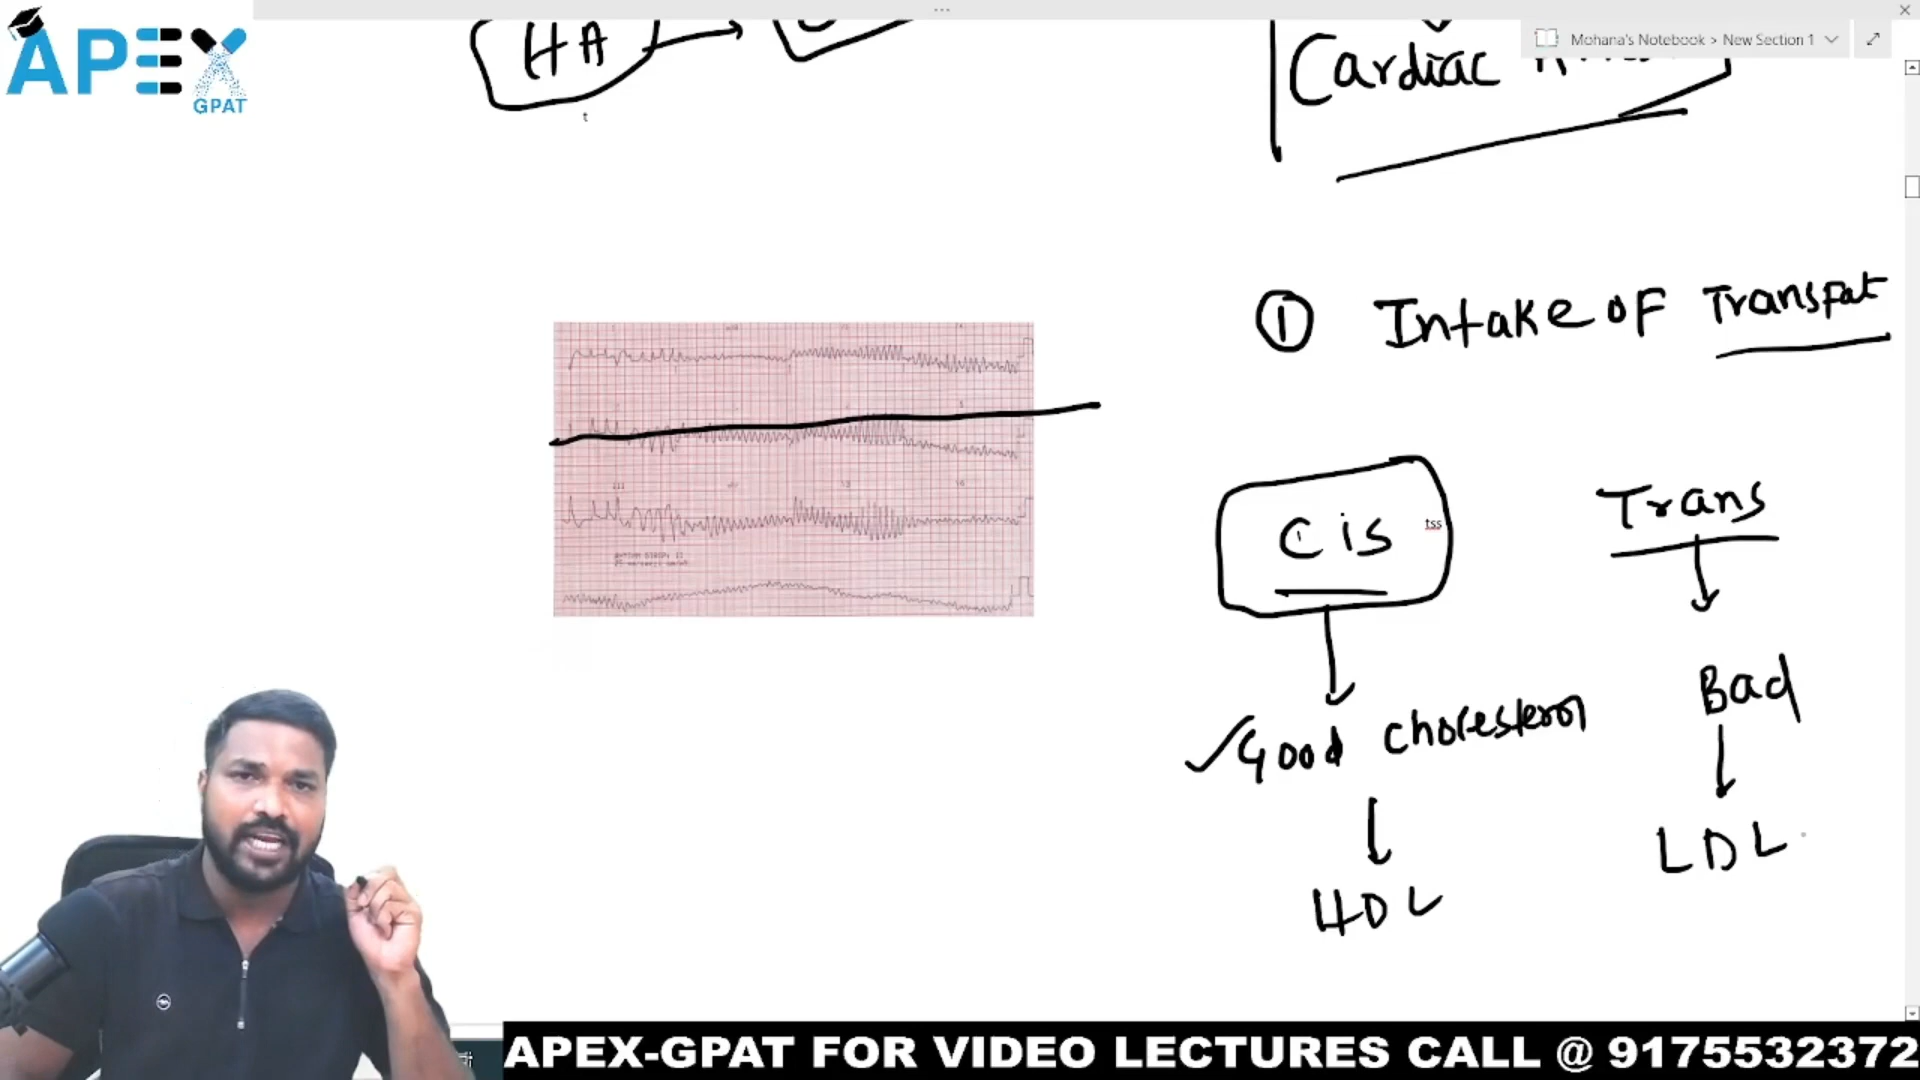 APEX
GPAT
HA
t
Cardiac
Mohana's Notebook > New Section 1
① Intake of Transfat
Cis
tss
Trans
Good cholesterol
Bad
HDL
LDL
APEX-GPAT FOR VIDEO LECTURES CALL @ 9175532372